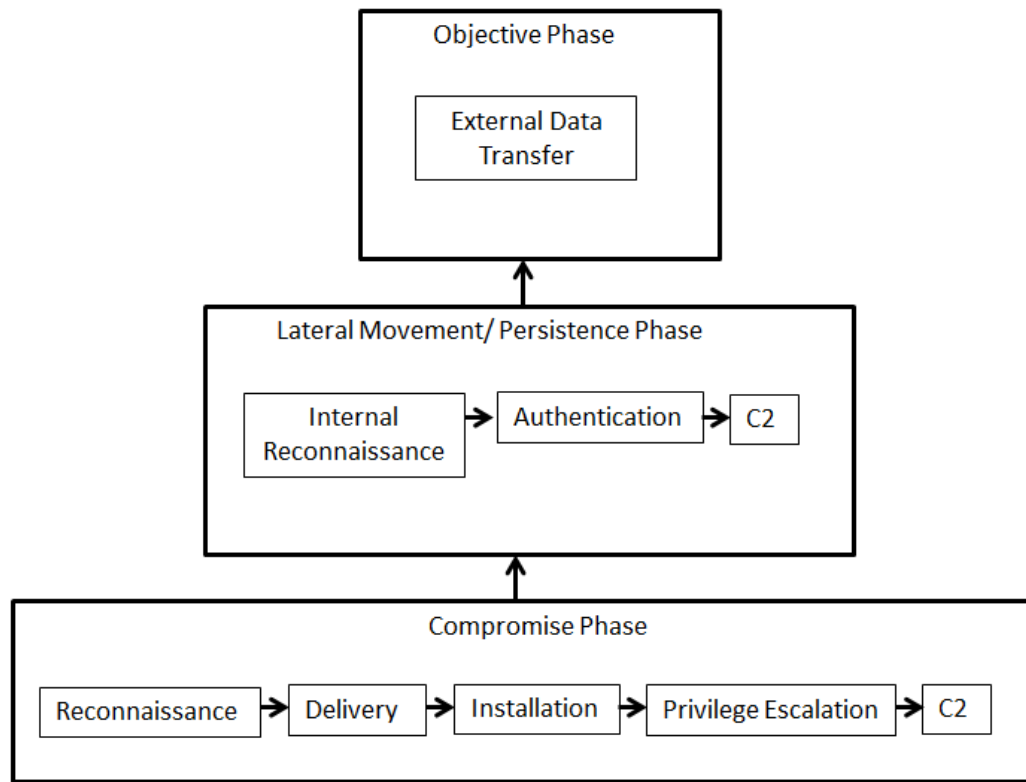 Objective Phase
External Data
Transfer
Lateral Movement/ Persistence Phase
Internal
Reconnaissance
Authentication
C2
Compromise Phase
Reconnaissance
Delivery
Installation
Privilege Escalation
C2